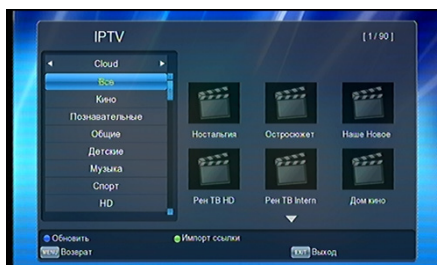 IPTV [1/90]
Cloud
Все
Кино
Познавательные
Общие
Детские
Музыка
Спорт
HD
Ностальгия Остросюжет Наше Новое
Рен ТВ HD Рен ТВ Intern Дом кино
Обновить Импорт ссылки
MENU Возврат EXIT Выход